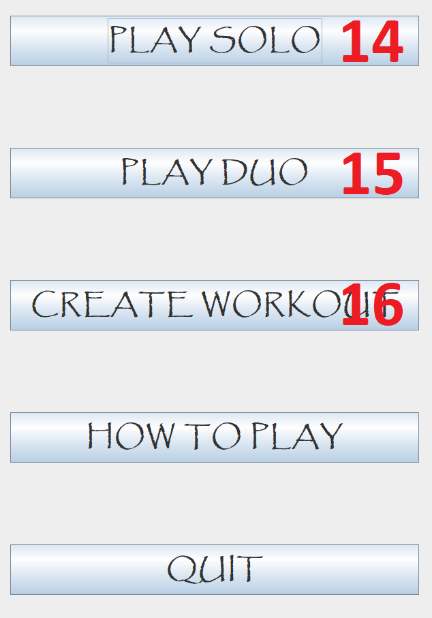 PLAY SOLO 14
PLAY DUO 15
CREATE WORKOUT 16
HOW TO PLAY
QUIT